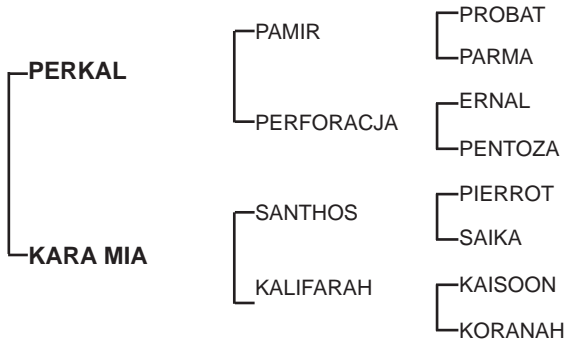 PROBAT
PAMIR
PARMA
PERKAL
ERNAL
PERFORACJA
PENTOZA
PIERROT
SANTHOS
SAIKA
KARA MIA
KAISOON
KALIFARAH
KORANAH